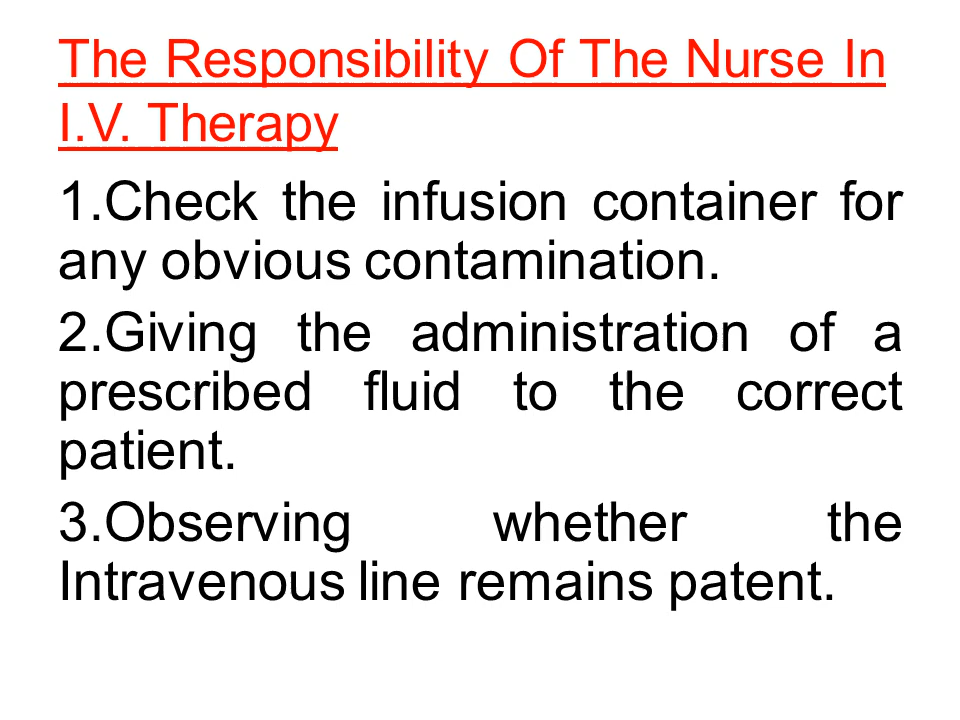 The Responsibility Of The Nurse In
I.V. Therapy
1.Check the infusion container for
any obvious contamination.
2.Giving the administration of a
prescribed fluid to the correct
patient.
3.Observing whether the
Intravenous line remains patent.